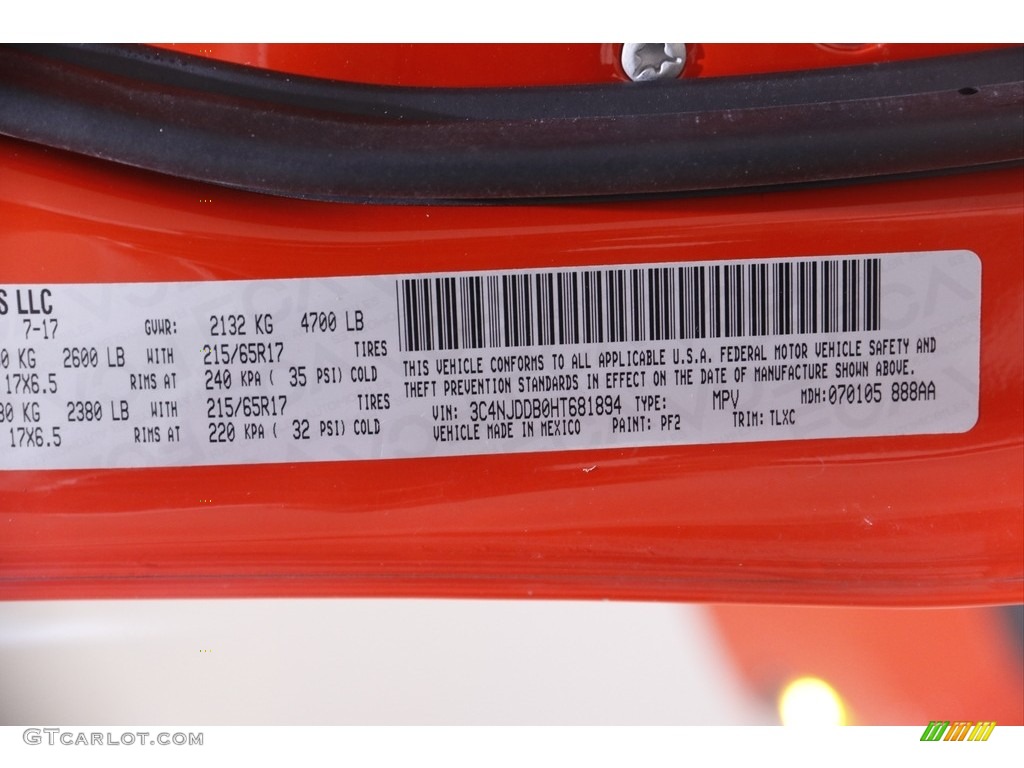 S LLC
7-17 GVWR: 2132 KG 4700 LB
0 KG 2600 LB WITH 215/65R17 TIRES
17X6.5 RIMS AT 240 KPA ( 35 PSI) COLD
80 KG 2380 LB WITH 215/65R17 TIRES
17X6.5 RIMS AT 220 KPA ( 32 PSI) COLD
THIS VEHICLE CONFORMS TO ALL APPLICABLE U.S.A. FEDERAL MOTOR VEHICLE SAFETY AND
THEFT PREVENTION STANDARDS IN EFFECT ON THE DATE OF MANUFACTURE SHOWN ABOVE.
VIN: 3C4NJDDB0HT681894 TYPE: MPV MDH:070105 888AA
VEHICLE MADE IN MEXICO PAINT: PF2 TRIM: TLXC
GTCARLOT.COM